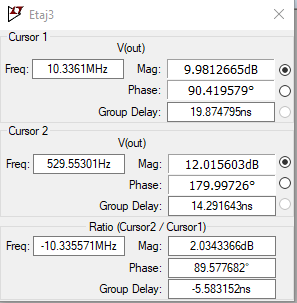 Etaj3
Cursor 1
V(out)
Freq: 10.3361MHz Mag: 9.9812665dB
Phase: 90.419579°
Group Delay: 19.874795ns
Cursor 2
V(out)
Freq: 529.55301Hz Mag: 12.015603dB
Phase: 179.99726°
Group Delay: 14.291643ns
Ratio (Cursor2 / Cursor1)
Freq: -10.335571MHz Mag: 2.0343366dB
Phase: 89.577682°
Group Delay: -5.583152ns